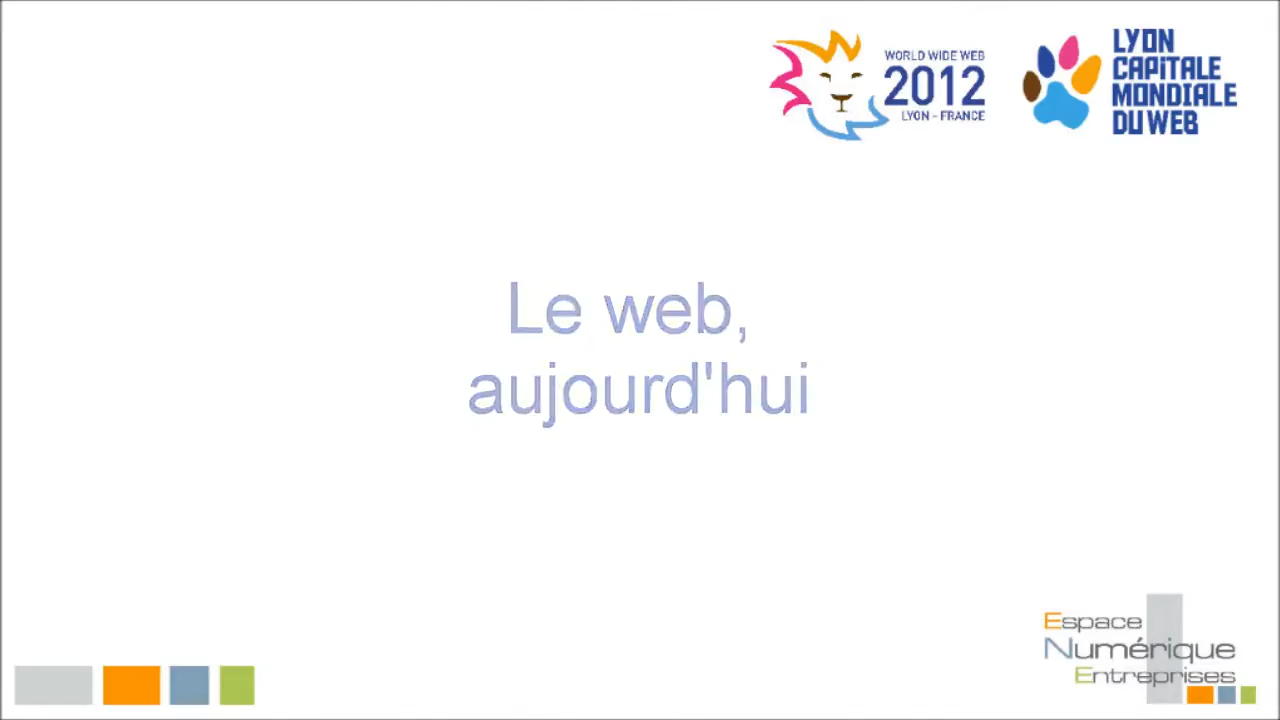 WORLD WIDE WEB
2012
LYON - FRANCE
LYON
CAPITALE
MONDIALE
DU WEB
Le web,
aujourd'hui
Espace
Numérique
Entreprises